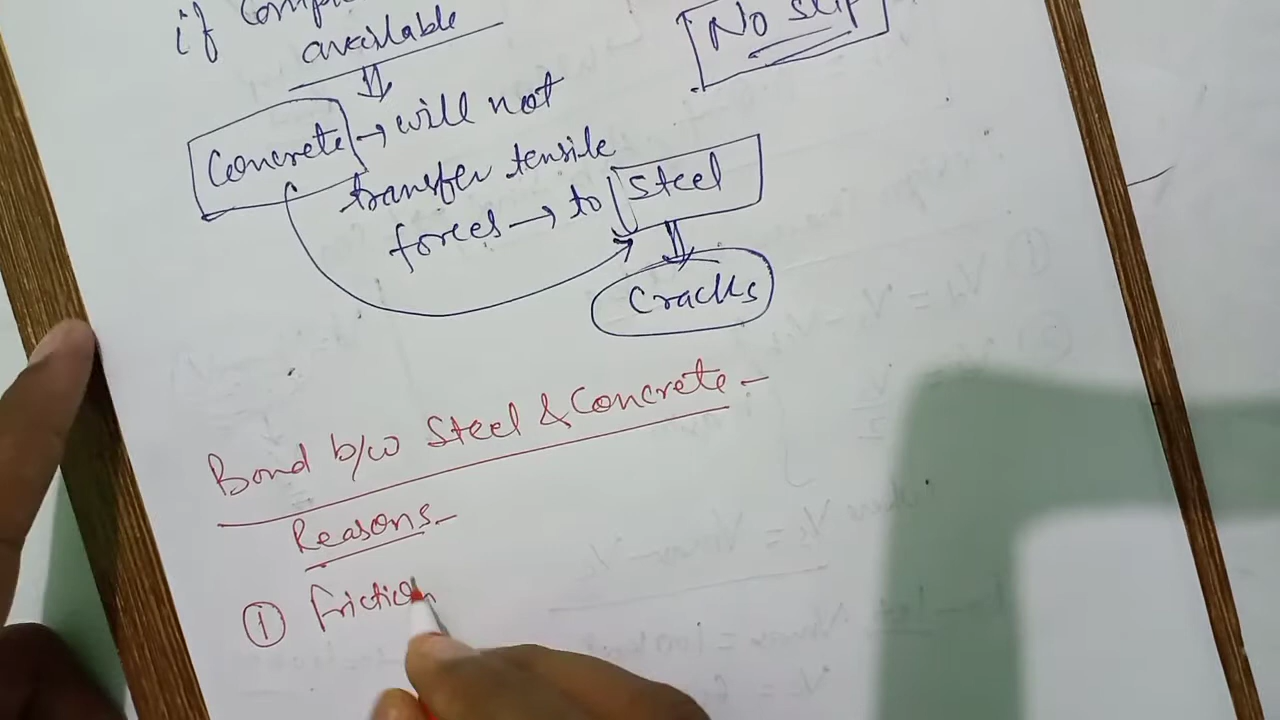 if
available
No slip
Concrete → will not
transfer tensile
forces → to steel
Cracks
Bond b/w Steel & Concrete -
Reasons -
① Friction